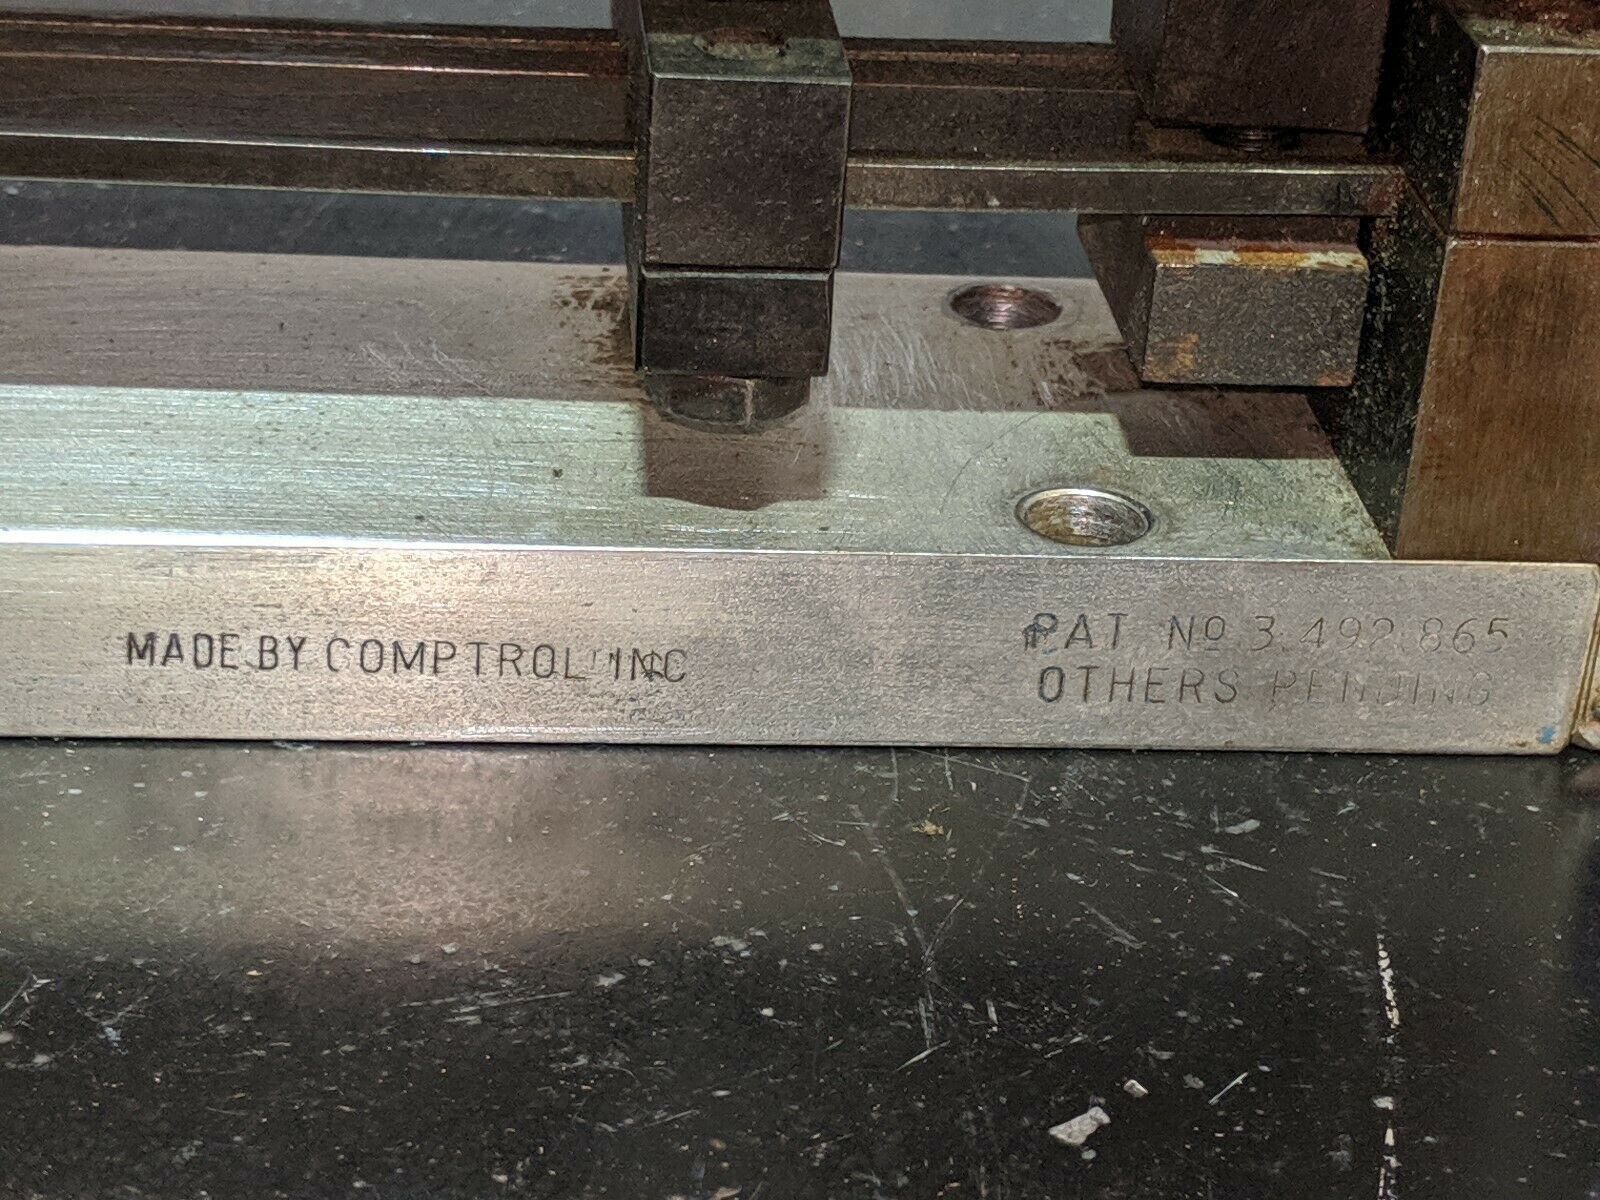 MADE BY COMPTROL INC
PAT Nº 3.492.865
OTHERS PENDING